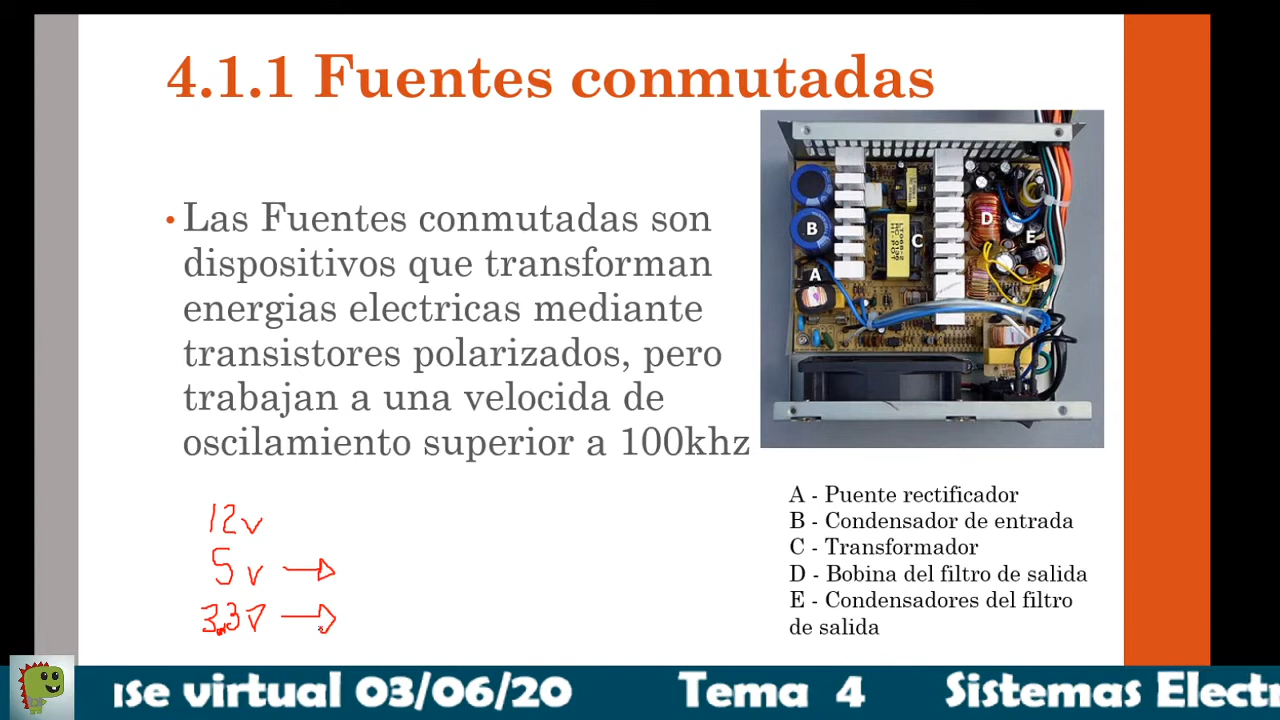 4.1.1 Fuentes conmutadas
• Las Fuentes conmutadas son
dispositivos que transforman
energias electricas mediante
transistores polarizados, pero
trabajan a una velocida de
oscilamiento superior a 100khz
12v
5v
3.3V
B
A
C
D
E
A - Puente rectificador
B - Condensador de entrada
C - Transformador
D - Bobina del filtro de salida
E - Condensadores del filtro
de salida
virtual 03/06/20 Tema 4 Sistemas